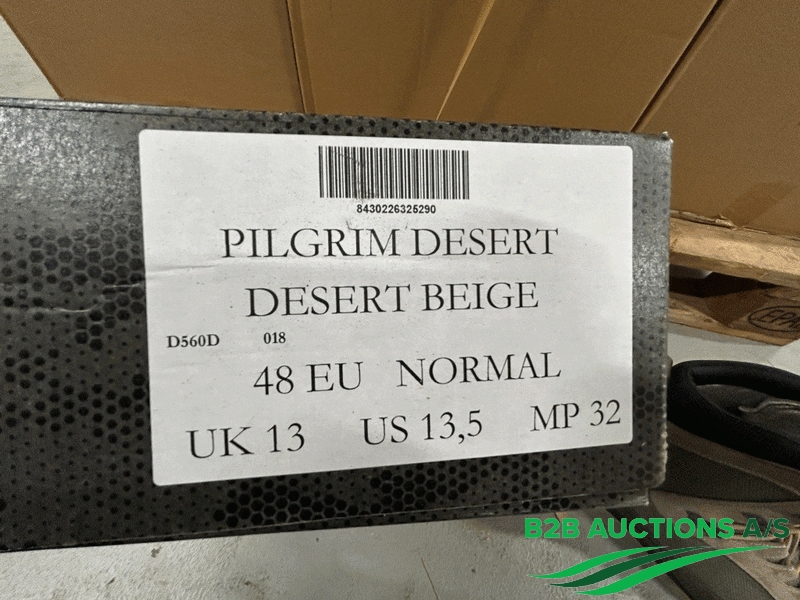 8430226325290
PILGRIM DESERT
DESERT BEIGE
D560D 018
48 EU NORMAL
UK 13 US 13,5 MP 32
B2B AUCTIONS A/S